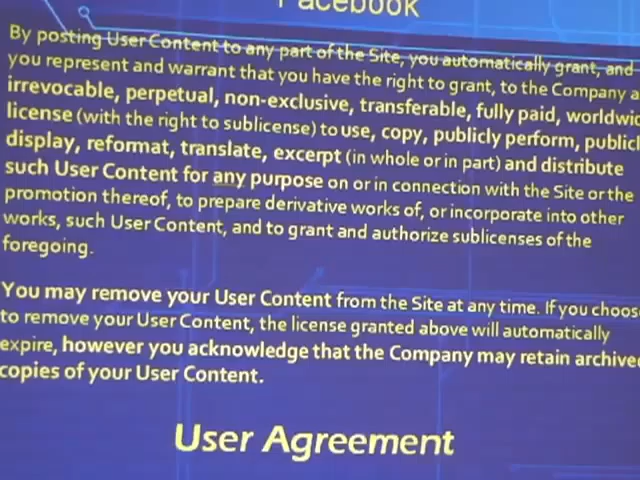 Facebook
By posting User Content to any part of the Site, you automatically grant, and
you represent and warrant that you have the right to grant, to the Company a
irrevocable, perpetual, non-exclusive, transferable, fully paid, worldwid
license (with the right to sublicense) to use, copy, publicly perform, publicl
display, reformat, translate, excerpt (in whole or in part) and distribute
such User Content for any purpose on or in connection with the Site or the
promotion thereof, to prepare derivative works of, or incorporate into other
works, such User Content, and to grant and authorize sublicenses of the
foregoing.
You may remove your User Content from the Site at any time. If you choose
to remove your User Content, the license granted above will automatically
expire, however you acknowledge that the Company may retain archived
copies of your User Content.
User Agreement